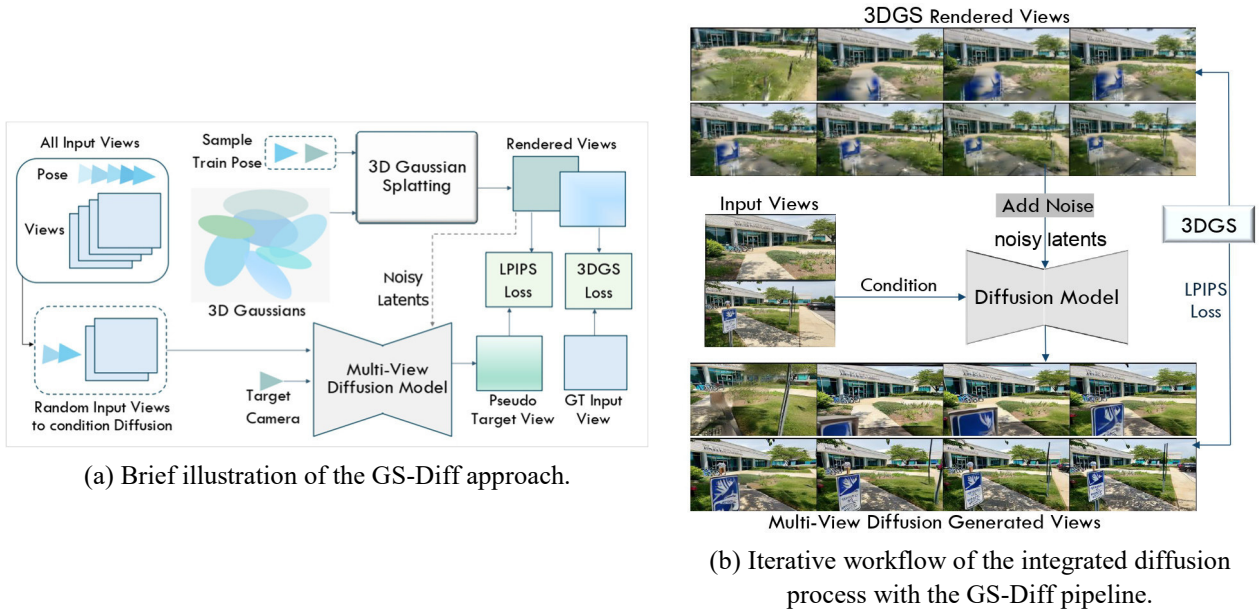 All Input Views
Pose
Views
Random Input Views
to condition Diffusion
Sample
Train Pose
3D Gaussian
Splatting
Rendered Views
3D Gaussians
Noisy
Latents
LPIPS
Loss
3DGS
Loss
Target
Camera
Multi-View
Diffusion Model
Pseudo
Target View
GT Input
View
(a) Brief illustration of the GS-Diff approach.
3DGS Rendered Views
Input Views
Add Noise
noisy latents
Condition
Diffusion Model
3DGS
LPIPS
Loss
Multi-View Diffusion Generated Views
(b) Iterative workflow of the integrated diffusion
process with the GS-Diff pipeline.